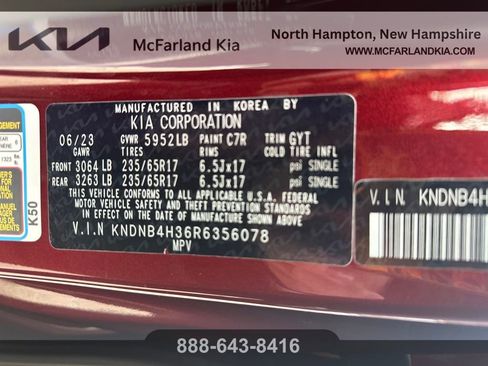 KIA McFarland Kia
North Hampton, New Hampshire
WWW.MCFARLANDKIA.COM
MANUFACTURED IN KOREA BY
KIA CORPORATION
06/23 GVWR 5952LB PAINT C7R TRIM GYT
GAWR TIRES RIMS COLD TIRE INFL
FRONT 3064 LB 235/65R17 6.5Jx17 psi SINGLE
REAR 3263 LB 235/65R17 6.5Jx17 psi SINGLE
THIS VEHICLE CONFORMS TO ALL APPLICABLE U.S.A. FEDERAL
MOTOR VEHICLE SAFETY AND THEFT PREVENTION STANDARDS
IN EFFECT ON THE DATE OF MANUFACTURE SHOWN ABOVE.
V.I.N KNDNB4H36R6356078
MPV
K50
V.I.N. KNDNB4H
888-643-8416